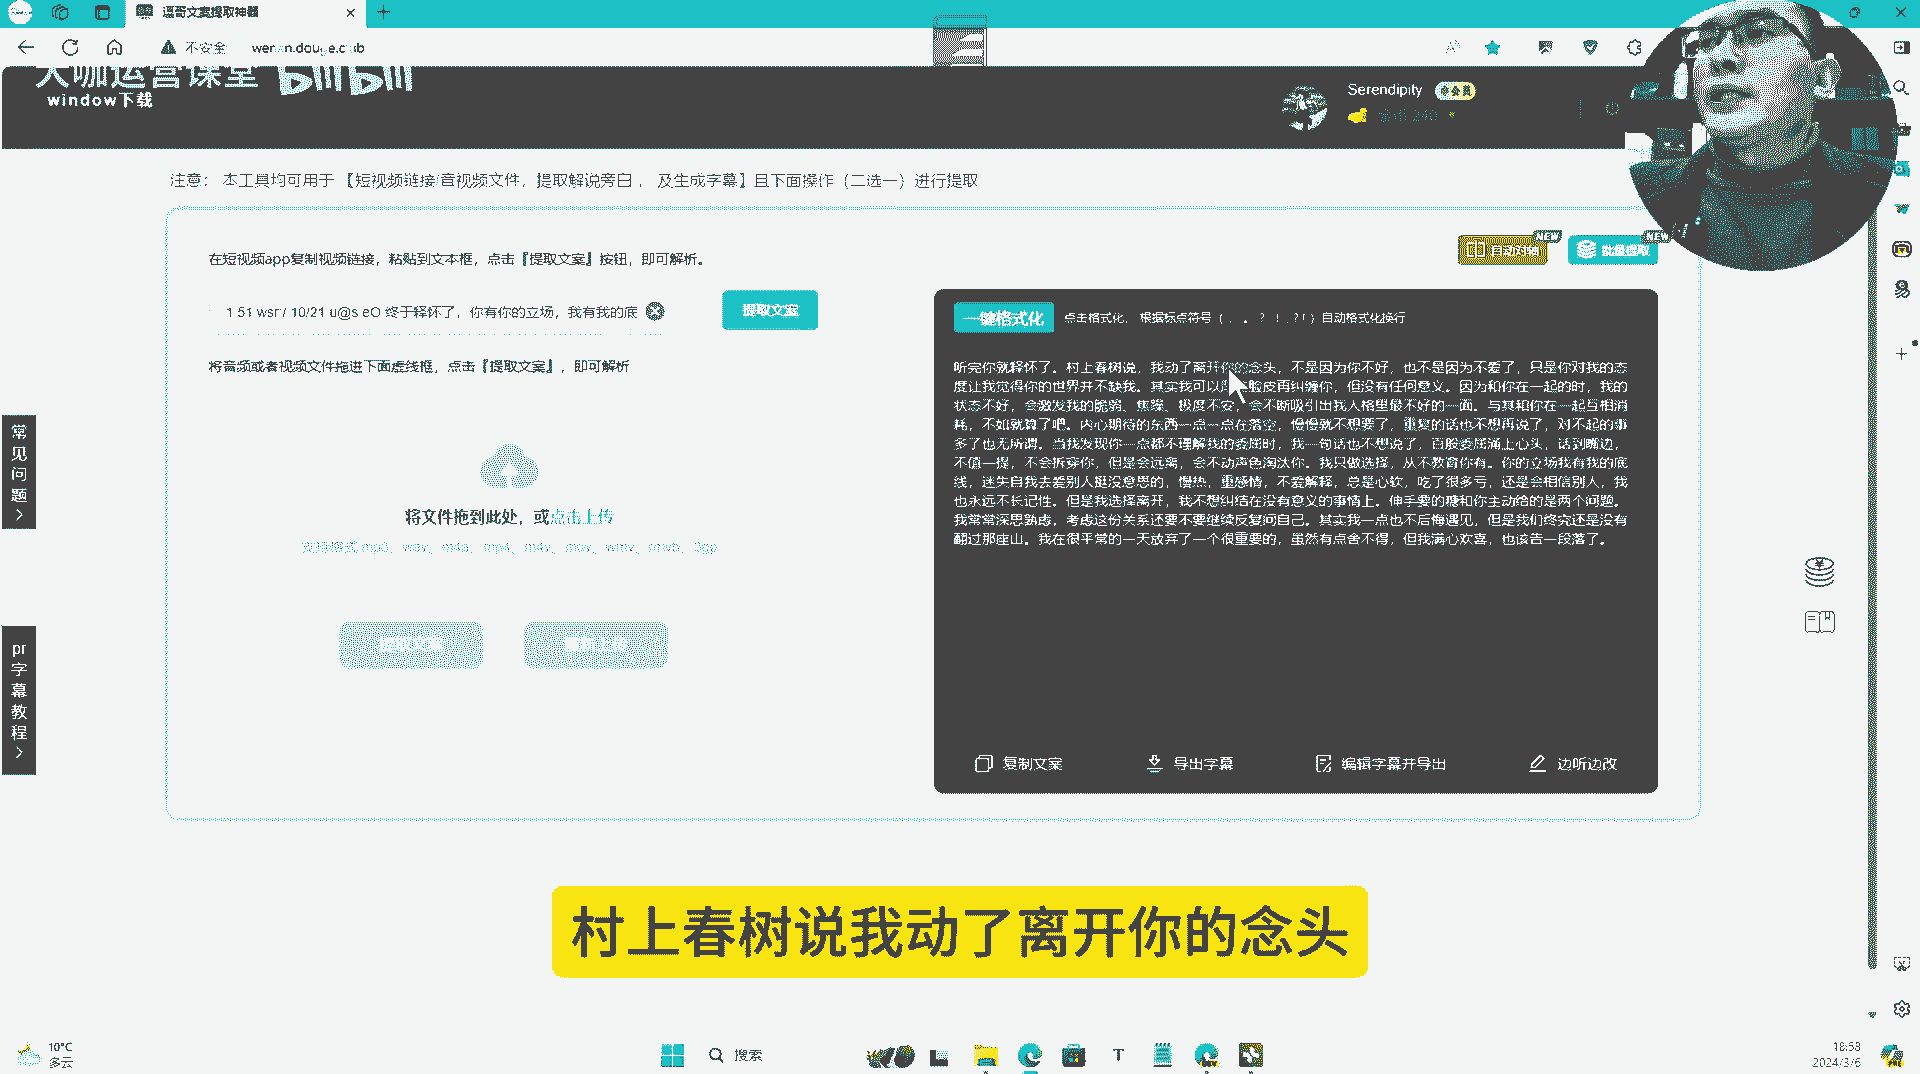 逗哥文案提取神器
不安全
大咖运营课堂 bilibili
window下载
Serendipity
注意： 本工具均可用于 【短视频链接/音视频文件，提取解说旁白， 及生成字幕】且下面操作（二选一）进行提取
在短视频app复制视频链接，粘贴到文本框，点击『提取文案』按钮，即可解析。
NEW
NEW
批量提取
终于释怀了，你有你的立场，我有我的底
提取文案
一键格式化
自动格式化换行
将音频或者视频文件拖进下面虚线框，点击『提取文案』，即可解析
听完你就释怀了。村上春树说，我动了离开你的念头，不是因为你不好，也不是因为不爱了，只是你对我的态
度让我觉得你的世界并不缺我。其实我可以
脸皮再纠缠你，但没有任何意义。因为和你在一起的时，我的
状态不好，会激发我的脆弱、焦躁、极度不安，会不断吸引出我人格里最不好的一面。与其和你在一起互相消
耗，不如就算了吧。内心期待的东西一点一点在落空，慢慢就不想要了，重复的话也不想再说了，对不起的事
多了也无所谓。当我发现你一点都不理解我的委屈时，我一句话也不想说了，百般委屈涌上心头，话到嘴边，
不值一提，不会拆穿你，但是会远离，会不动声色淘汰你。我只做选择，从不教育你有。你的立场我有我的底
线，迷失自我去爱别人挺没意思的，慢热，重感情，不爱解释，总是心软，吃了很多亏，还是会相信别人，我
也永远不长记性。但是我选择离开，我不想纠结在没有意义的事情上。伸手要的糖和你主动给的是两个问题。
我常常深思熟虑，考虑这份关系还要不要继续反复问自己。其实我一点也不后悔遇见，但是我们终究还是没有
翻过那座山。我在很平常的一天放弃了一个很重要的，虽然有点舍不得，但我满心欢喜，也该告一段落了。
常见问题
将文件拖到此处，或点击上传
pr字幕教程
复制文案
导出字幕
编辑字幕并导出
边听边改
村上春树说我动了离开你的念头
10°C
多云
搜索
18:58
2024/3/6